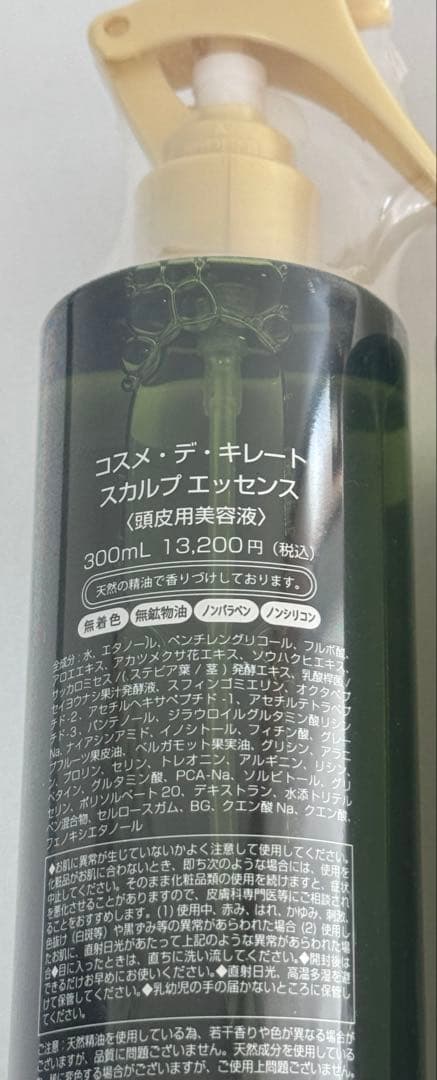 コスメ・デ・キレート
スカルプ エッセンス
〈頭皮用美容液〉
300mL 13,200円（税込）
天然の精油で香りづけしております。
無着色 無鉱物油 ノンパラベン ノンシリコン
全成分：水、エタノール、ペンチレングリコール、フルボ酸、
アロエエキス、アカツメクサ花エキス、ソウハクヒエキス、
サッカロミセス/（ステビア葉/茎）発酵エキス、乳酸桿菌/
セイヨウナシ果汁発酵液、スフィンゴミエリン、オクタペプ
チド-2、アセチルヘキサペプチド-1、アセチルテトラペプ
チド-3、パンテノール、ジラウロイルグルタミン酸リシン
Na、ナイアシンアミド、イノシトール、フィチン酸、グレー
プフルーツ果皮油、ベルガモット果実油、グリシン、アラニ
ン、プロリン、セリン、トレオニン、アルギニン、リシン、
ベタイン、グルタミン酸、PCA-Na、ソルビトール、グリ
セリン、ポリソルベート20、デキストラン、水添トリデル
ペン混合物、セルロースガム、BG、クエン酸Na、クエン酸、
フェノキシエタノール
◆お肌に異常が生じていないかよく注意して使用してください。
化粧品がお肌に合わないとき、即ち次のような場合には、使用を
中止してください。そのまま化粧品類の使用を続けますと、症状
を悪化させることがありますので、皮膚科専門医等にご相談され
ることをおすすめします。(1) 使用中、赤み、はれ、かゆみ、刺激、
色抜け（白斑等）や黒ずみ等の異常があらわれた場合 (2) 使用し
たお肌に、直射日光があたって上記のような異常があらわれた場
合◆目に入ったときは、直ちに洗い流してください。◆開封後は
できるだけお早めにお使いください。◆直射日光、高温多湿を避
けて保管してください。◆乳幼児の手の届かないところに保管し
てください。
ご注意：天然精油を使用している為、若干香りや色が異なる場合が
ございますが、品質に問題ございません。天然成分を使用している
様に変色する場合がございますが、問題ございません。